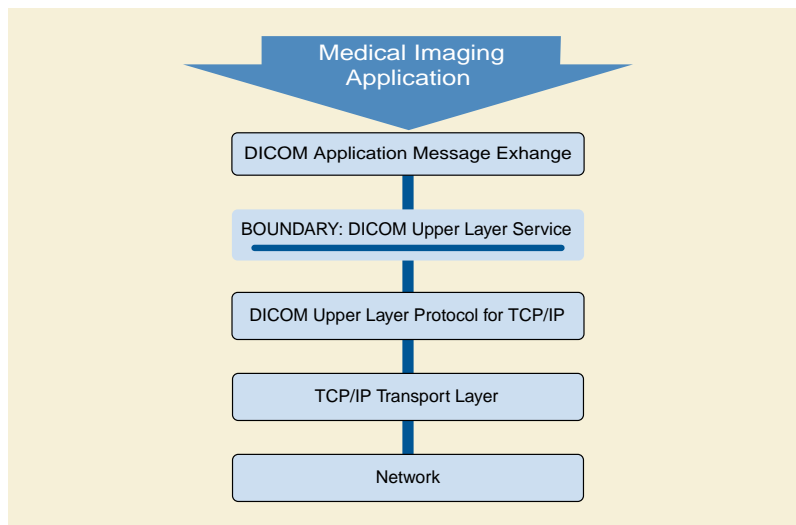 Medical Imaging
Application
DICOM Application Message Exhange
BOUNDARY: DICOM Upper Layer Service
DICOM Upper Layer Protocol for TCP/IP
TCP/IP Transport Layer
Network